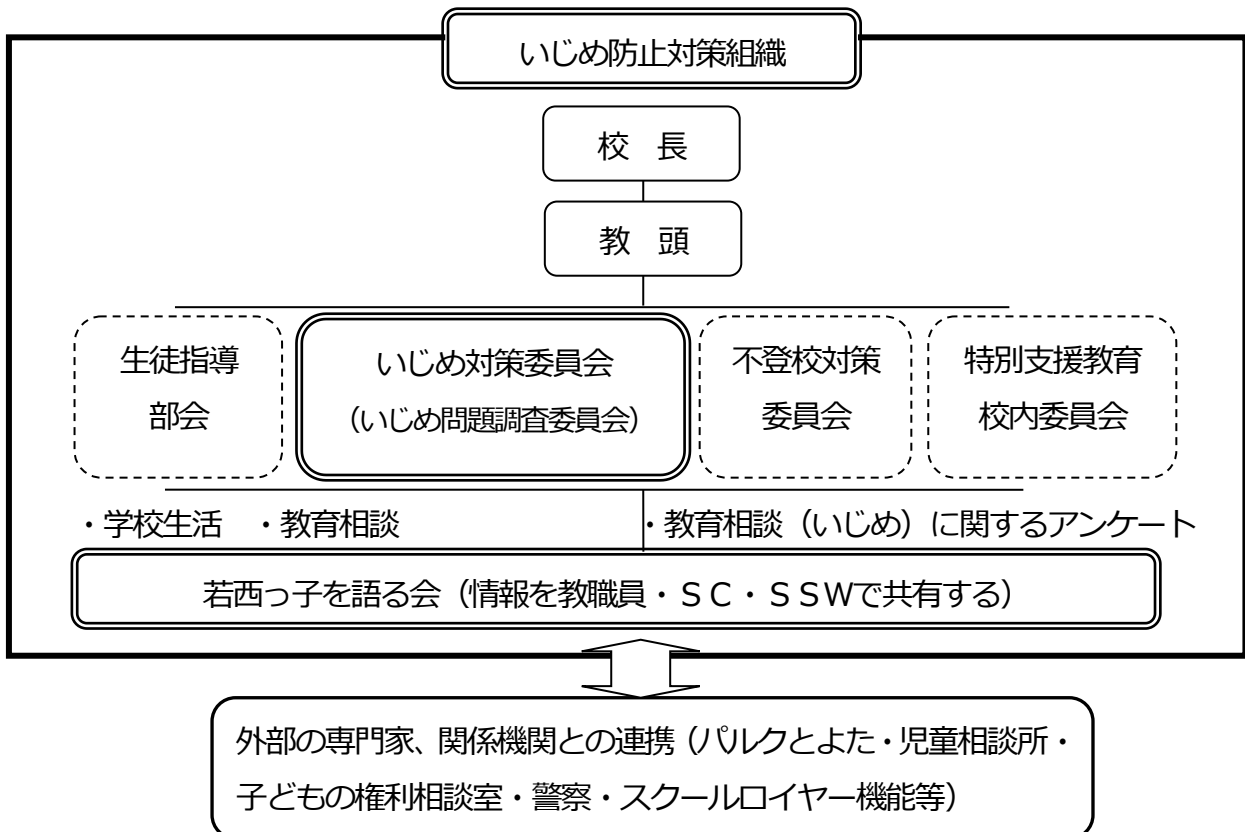 いじめ防止対策組織
校　長
教　頭
生徒指導
部会
いじめ対策委員会
（いじめ問題調査委員会）
不登校対策
委員会
特別支援教育
校内委員会
・学校生活　・教育相談
・教育相談（いじめ）に関するアンケート
若西っ子を語る会（情報を教職員・ＳＣ・ＳＳＷで共有する）
外部の専門家、関係機関との連携（パルクとよた・児童相談所・
子どもの権利相談室・警察・スクールロイヤー機能等）